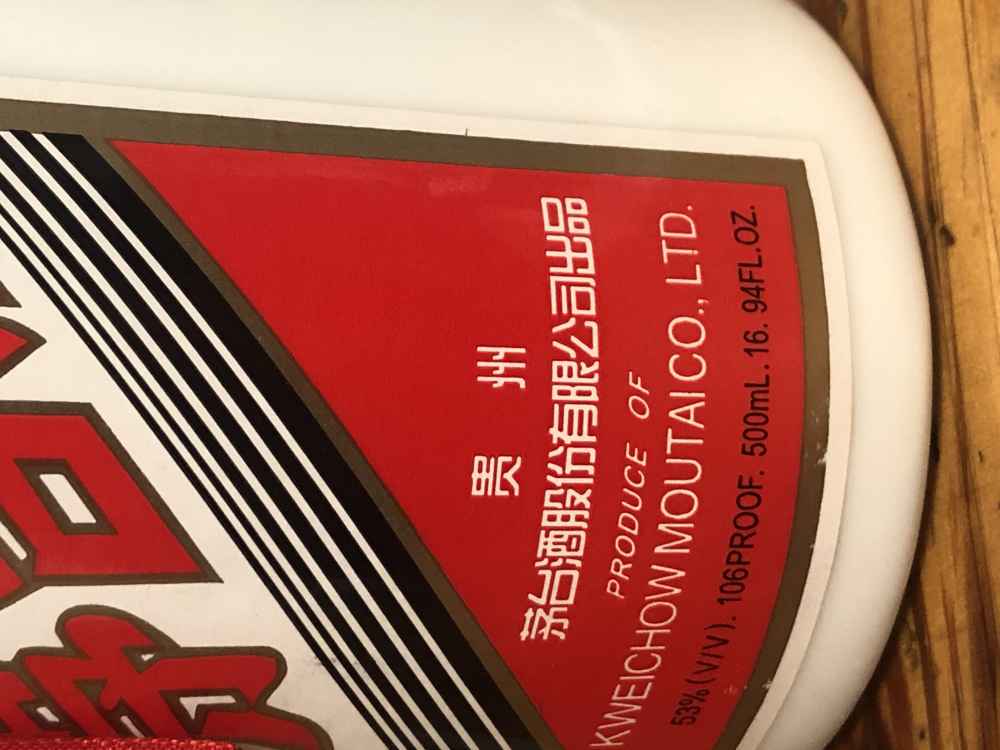 贵州
茅台酒股份有限公司出品
PRODUCE OF
KWEICHOW MOUTAI CO., LTD.
53%(V/V). 106PROOF. 500mL. 16. 94FL.OZ.